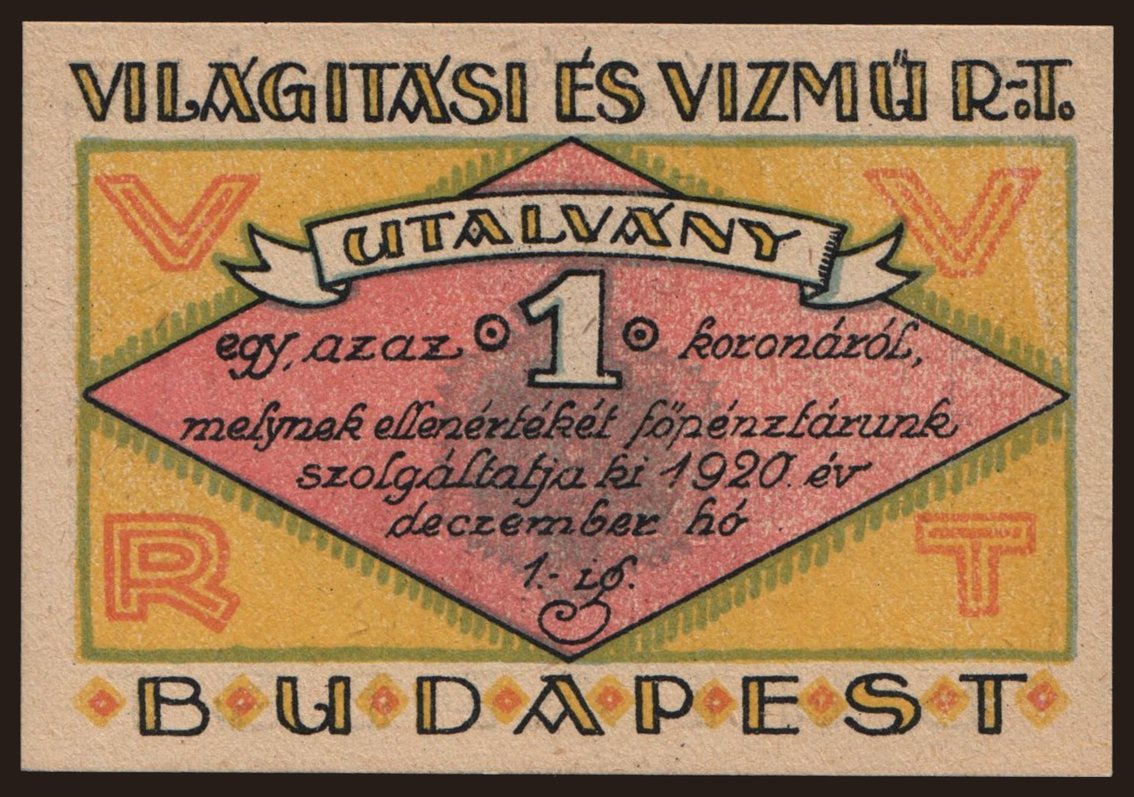 VILÁGITÁSI ÉS VIZMŰ R.-T.
V V
UTALVÁNY
egy, azaz 1 koronáról,
melynek ellenértékét főpénztárunk
szolgáltatja ki 1920. év
deczember hó
1.- ig.
R T
BUDAPEST